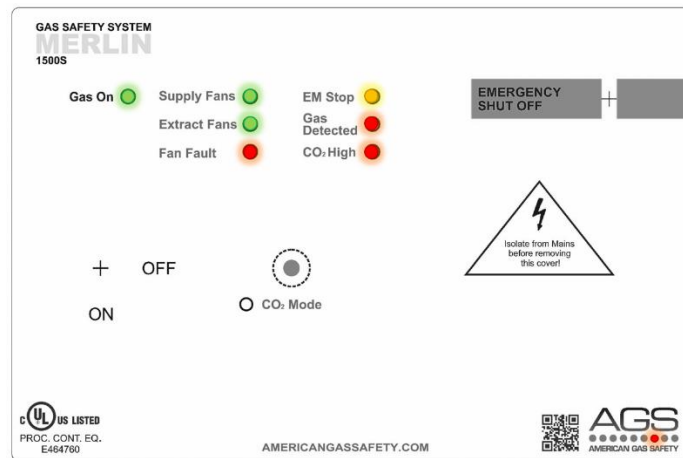 GAS SAFETY SYSTEM
MERLIN
1500S
Gas On
Supply Fans
Extract Fans
Fan Fault
EM Stop
Gas
Detected
CO₂ High
EMERGENCY
SHUT OFF
Isolate from Mains
before removing
this cover!
OFF
ON
CO₂ Mode
C UL US LISTED
PROC. CONT. EQ.
E464760
AMERICANGASSAFETY.COM
AGS
AMERICAN GAS SAFETY